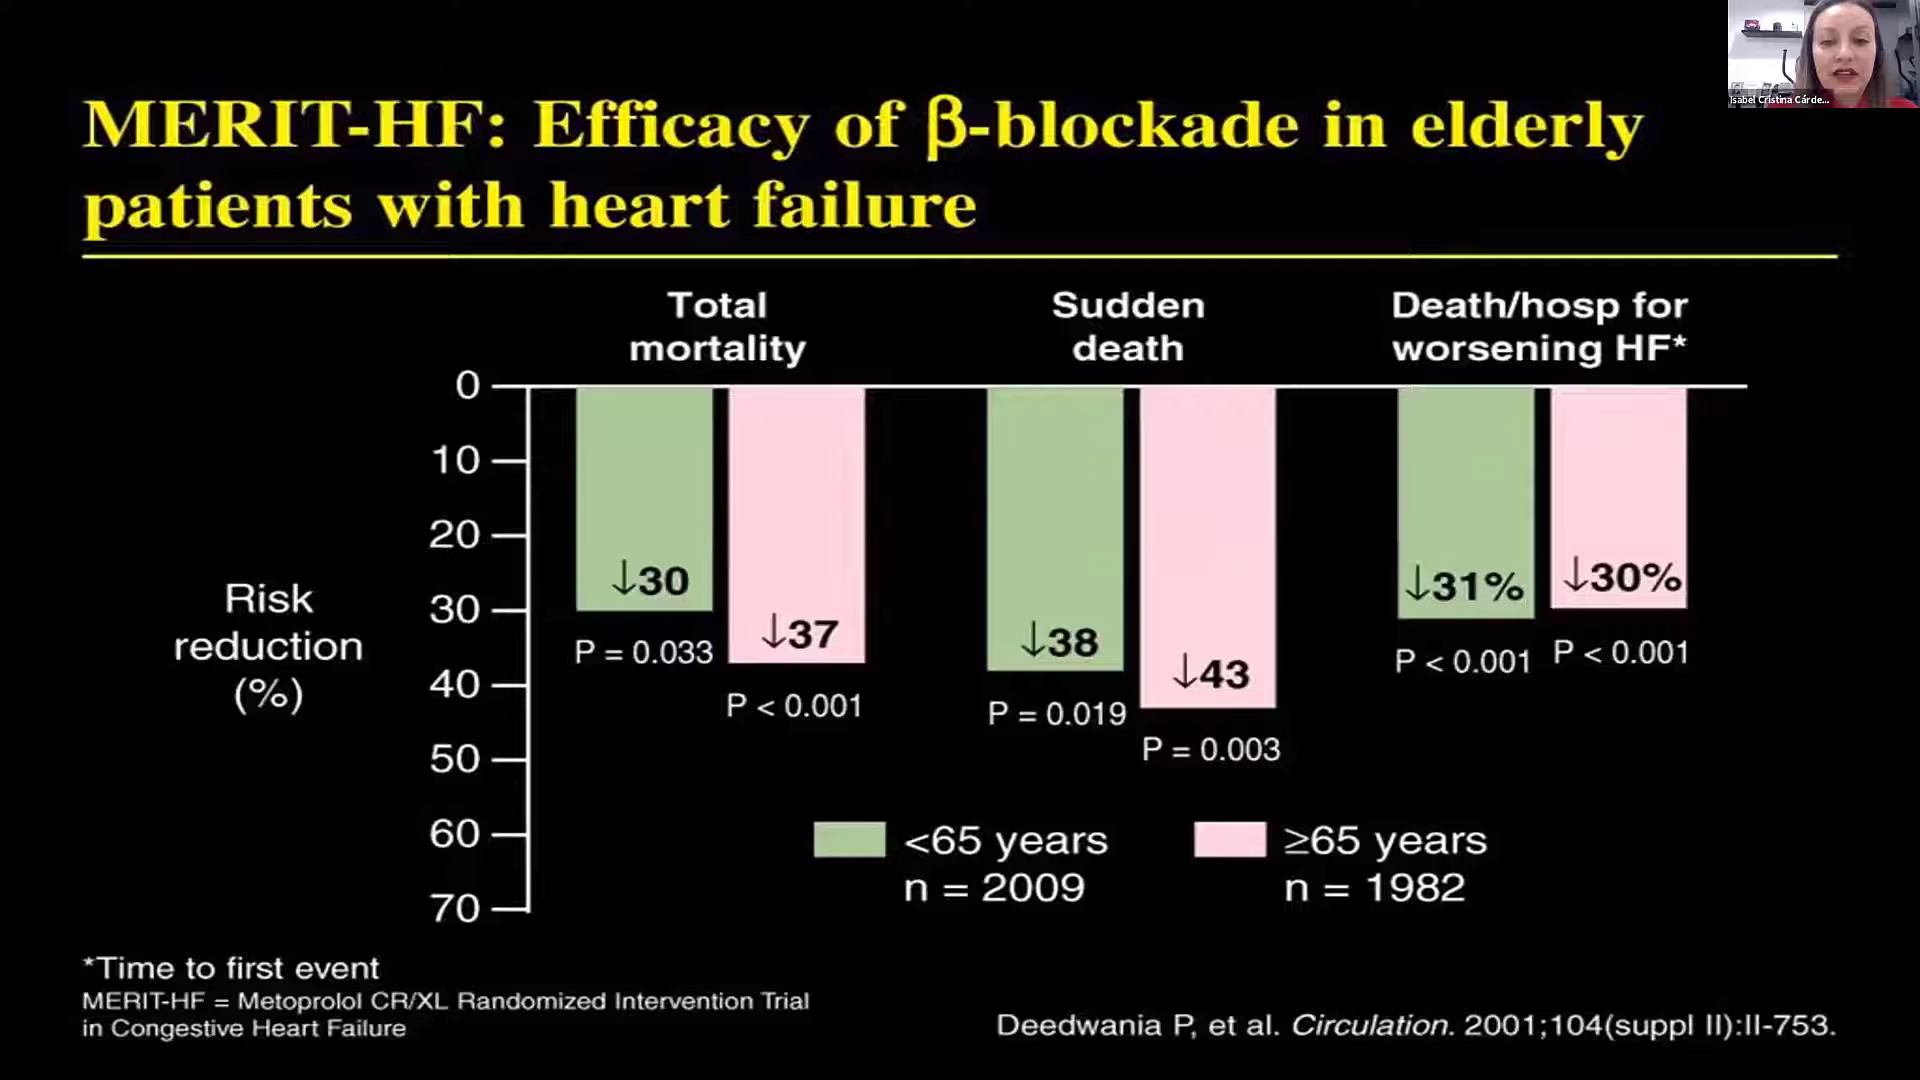 Isabel Cristina Cárde...
MERIT-HF: Efficacy of β-blockade in elderly
patients with heart failure
Total
mortality
Sudden
death
Death/hosp for
worsening HF*
0
10
20
30
40
50
60
70
Risk
reduction
(%)
↓30
P = 0.033
↓37
P < 0.001
↓38
P = 0.019
↓43
P = 0.003
↓31%
P < 0.001
↓30%
P < 0.001
<65 years
n = 2009
≥65 years
n = 1982
*Time to first event
MERIT-HF = Metoprolol CR/XL Randomized Intervention Trial
in Congestive Heart Failure
Deedwania P, et al. Circulation. 2001;104(suppl II):II-753.